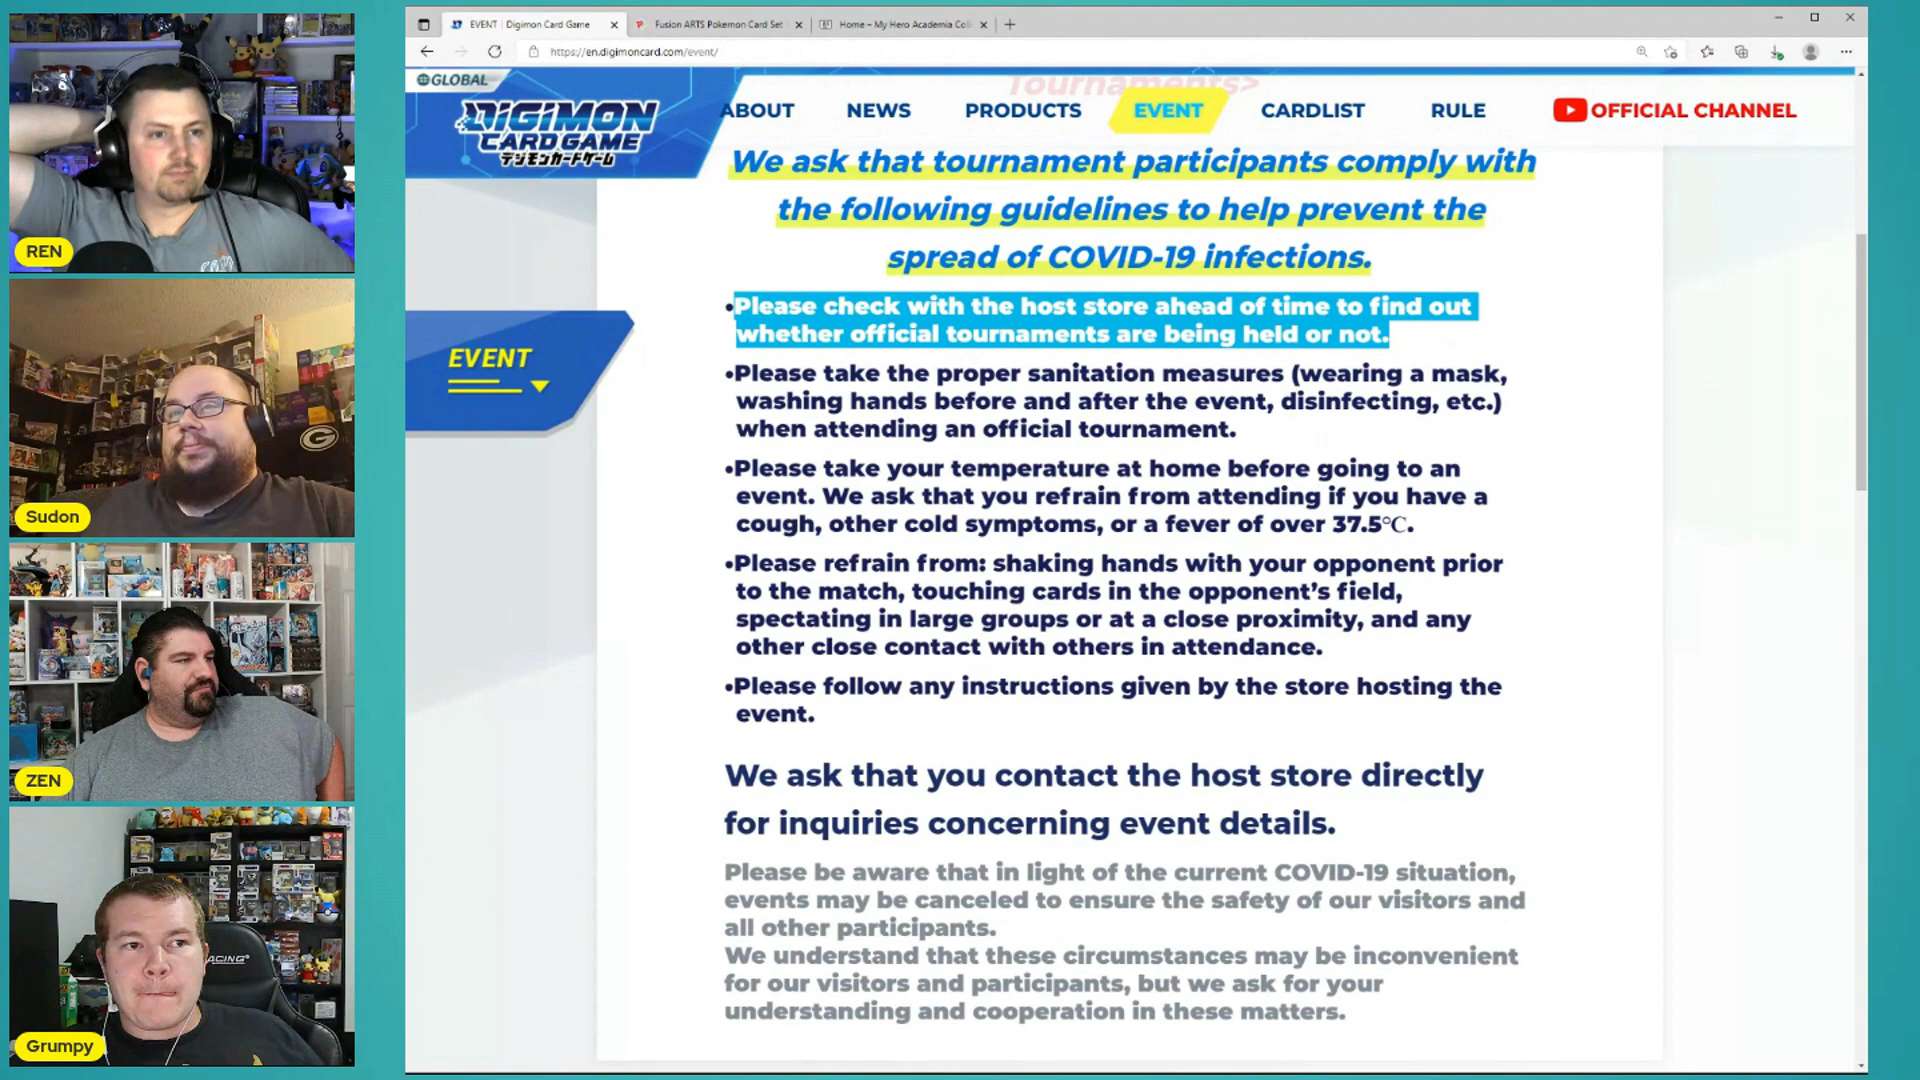 REN
Sudon
ZEN
RACING
Grumpy
EVENT | Digimon Card Game
Fusion ARTS Pokemon Card Set
Home – My Hero Academia Coll
https://en.digimoncard.com/event/
GLOBAL
DIGIMON
CARD GAME
デジモンカードゲーム
Tournaments>
ABOUT NEWS PRODUCTS EVENT CARDLIST RULE OFFICIAL CHANNEL
EVENT
We ask that tournament participants comply with
the following guidelines to help prevent the
spread of COVID-19 infections.
•Please check with the host store ahead of time to find out
whether official tournaments are being held or not.
•Please take the proper sanitation measures (wearing a mask,
washing hands before and after the event, disinfecting, etc.)
when attending an official tournament.
•Please take your temperature at home before going to an
event. We ask that you refrain from attending if you have a
cough, other cold symptoms, or a fever of over 37.5℃.
•Please refrain from: shaking hands with your opponent prior
to the match, touching cards in the opponent’s field,
spectating in large groups or at a close proximity, and any
other close contact with others in attendance.
•Please follow any instructions given by the store hosting the
event.
We ask that you contact the host store directly
for inquiries concerning event details.
Please be aware that in light of the current COVID-19 situation,
events may be canceled to ensure the safety of our visitors and
all other participants.
We understand that these circumstances may be inconvenient
for our visitors and participants, but we ask for your
understanding and cooperation in these matters.